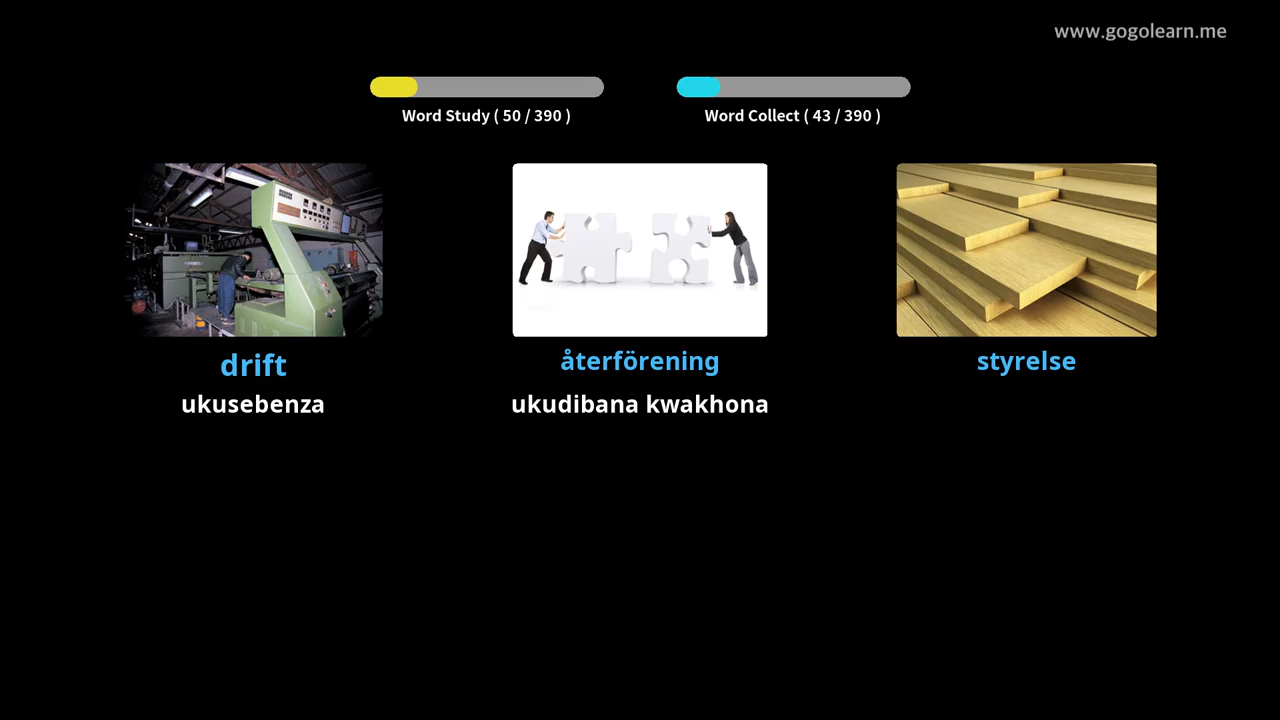 www.gogolearn.me
Word Study ( 50 / 390 )
Word Collect ( 43 / 390 )
drift
återförening
styrelse
ukusebenza
ukudibana kwakhona